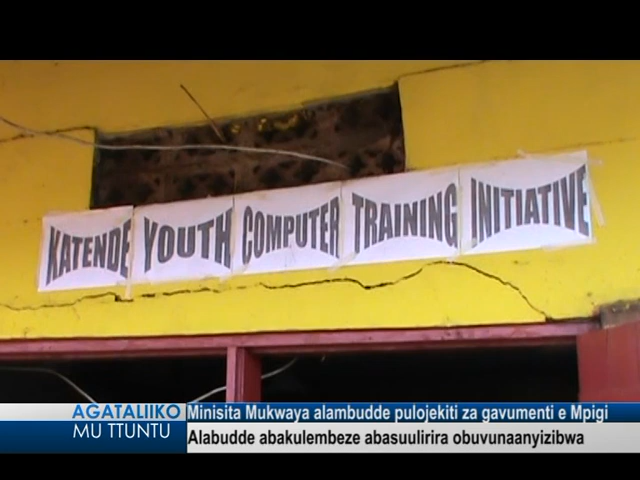 KATENDE YOUTH COMPUTER TRAINING INITIATIVE
AGATALIIKO
MU TTUNTU
Minisita Mukwaya alambudde pulojekiti za gavumenti e Mpigi
Alabudde abakulembeze abasuulirira obuvunaanyizibwa